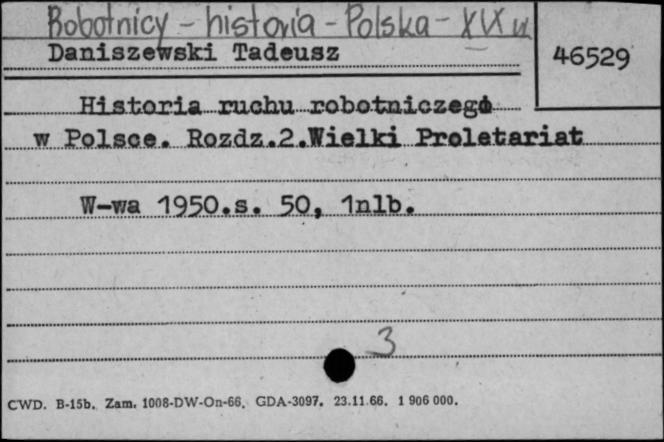 Robotnicy - historia - Polska - XIX w
Daniszewski Tadeusz
46529
Historia ruchu robotniczego
w Polsce. Rozdz.2.Wielki Proletariat
W-wa 1950.s. 50, 1nlb.
3
CWD. B-15b. Zam. 1008-DW-On-66. GDA-3097. 23.11.66. 1 906 000.